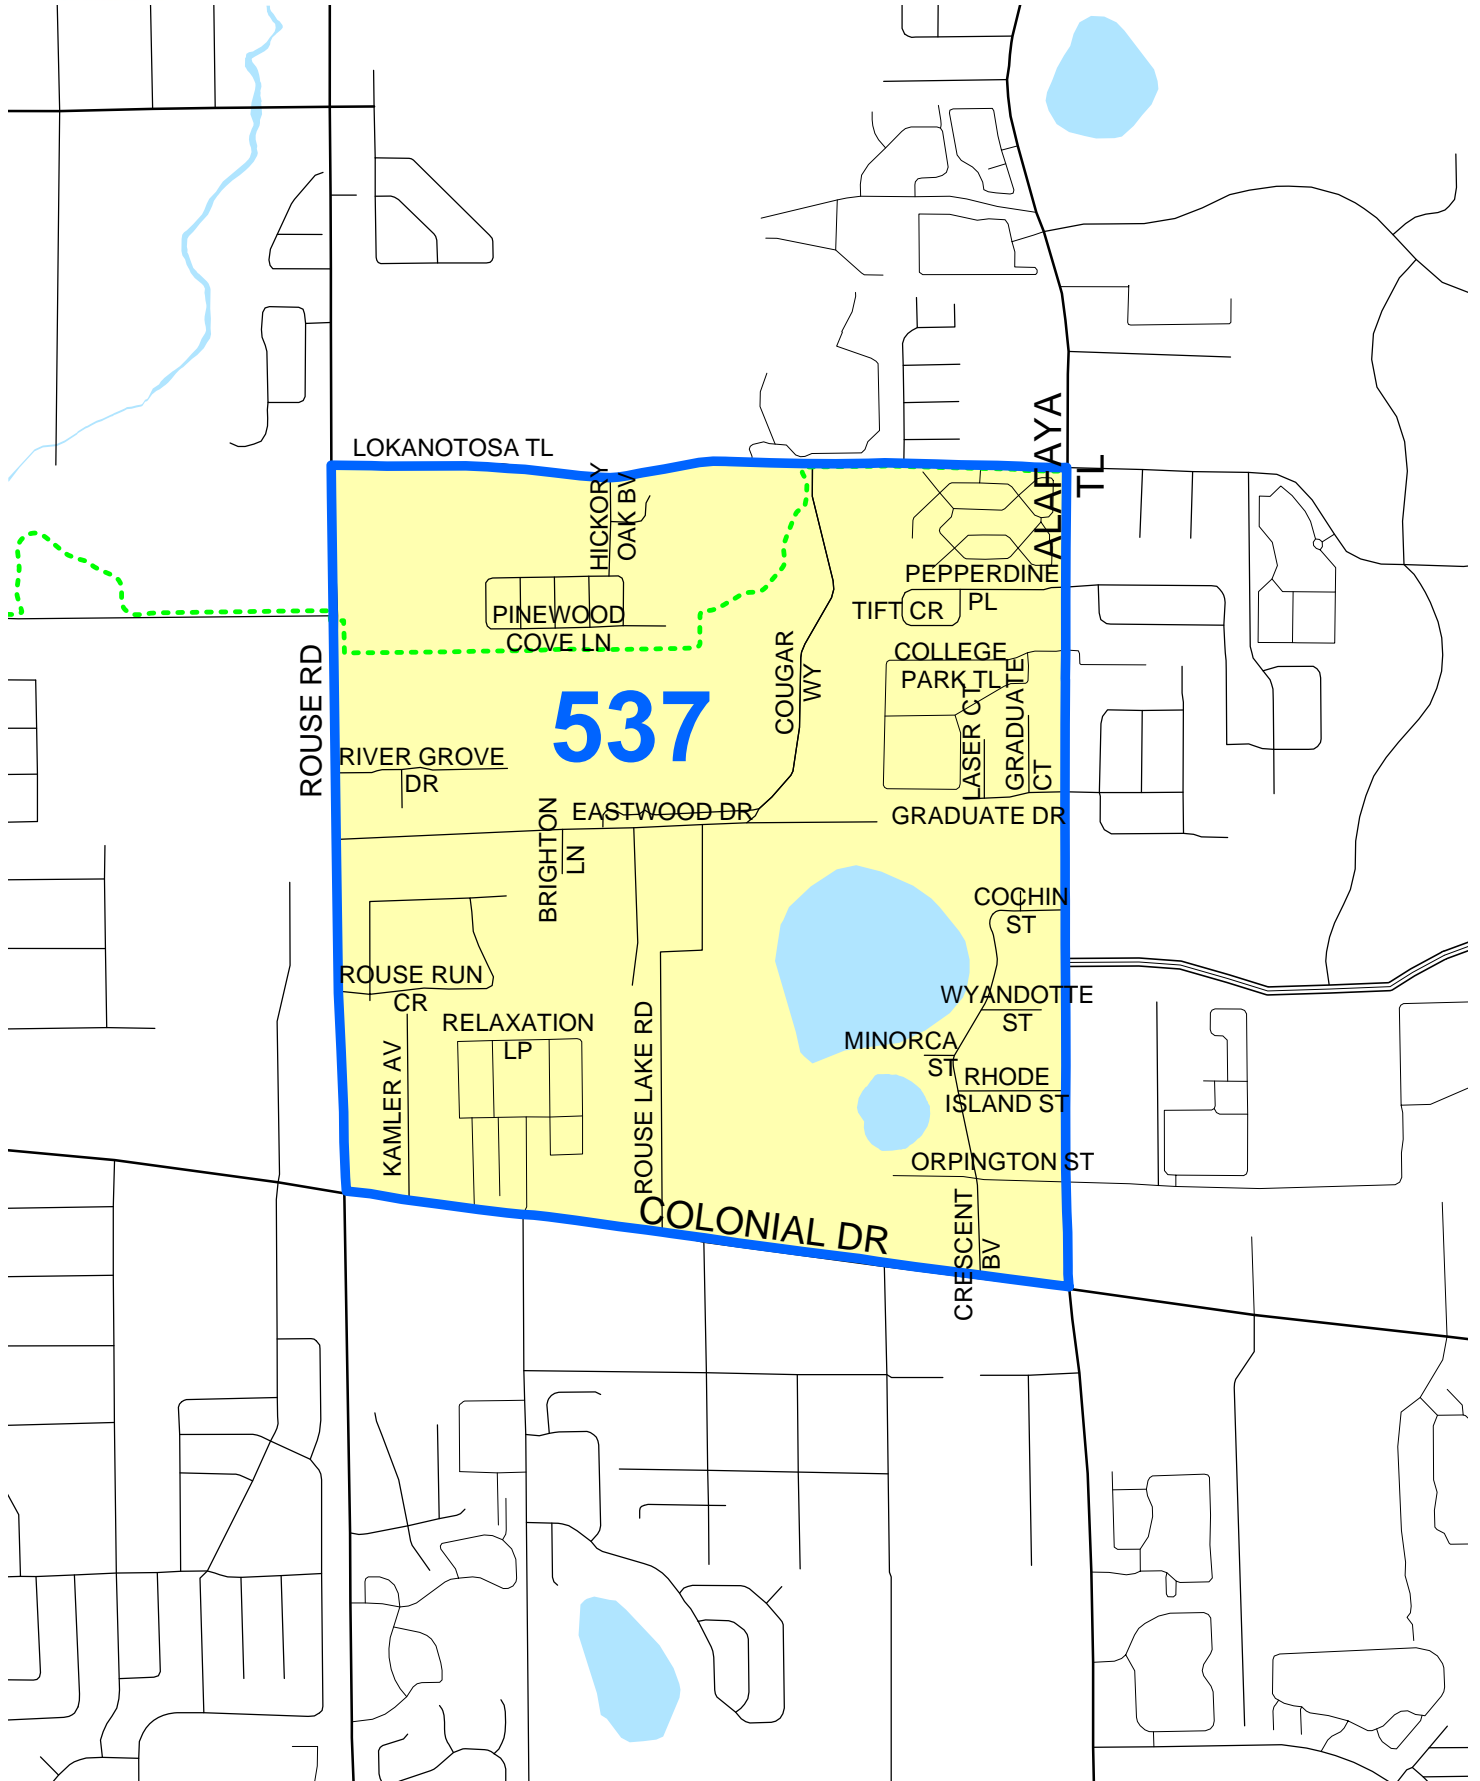 LOKANOTOSA TL
ALAFAYA
TL
HICKORY
OAK BV
PEPPERDINE
PL
TIFT CR
PINEWOOD
COVE LN
COUGAR
WY
COLLEGE
PARK TL
ROUSE RD
537
LASER CT
GRADUATE
CT
RIVER GROVE
DR
EASTWOOD DR
GRADUATE DR
BRIGHTON
LN
COCHIN
ST
ROUSE RUN
CR
WYANDOTTE
ST
RELAXATION
LP
MINORCA
ST
KAMLER AV
ROUSE LAKE RD
RHODE
ISLAND ST
ORPINGTON ST
COLONIAL DR
CRESCENT
BV